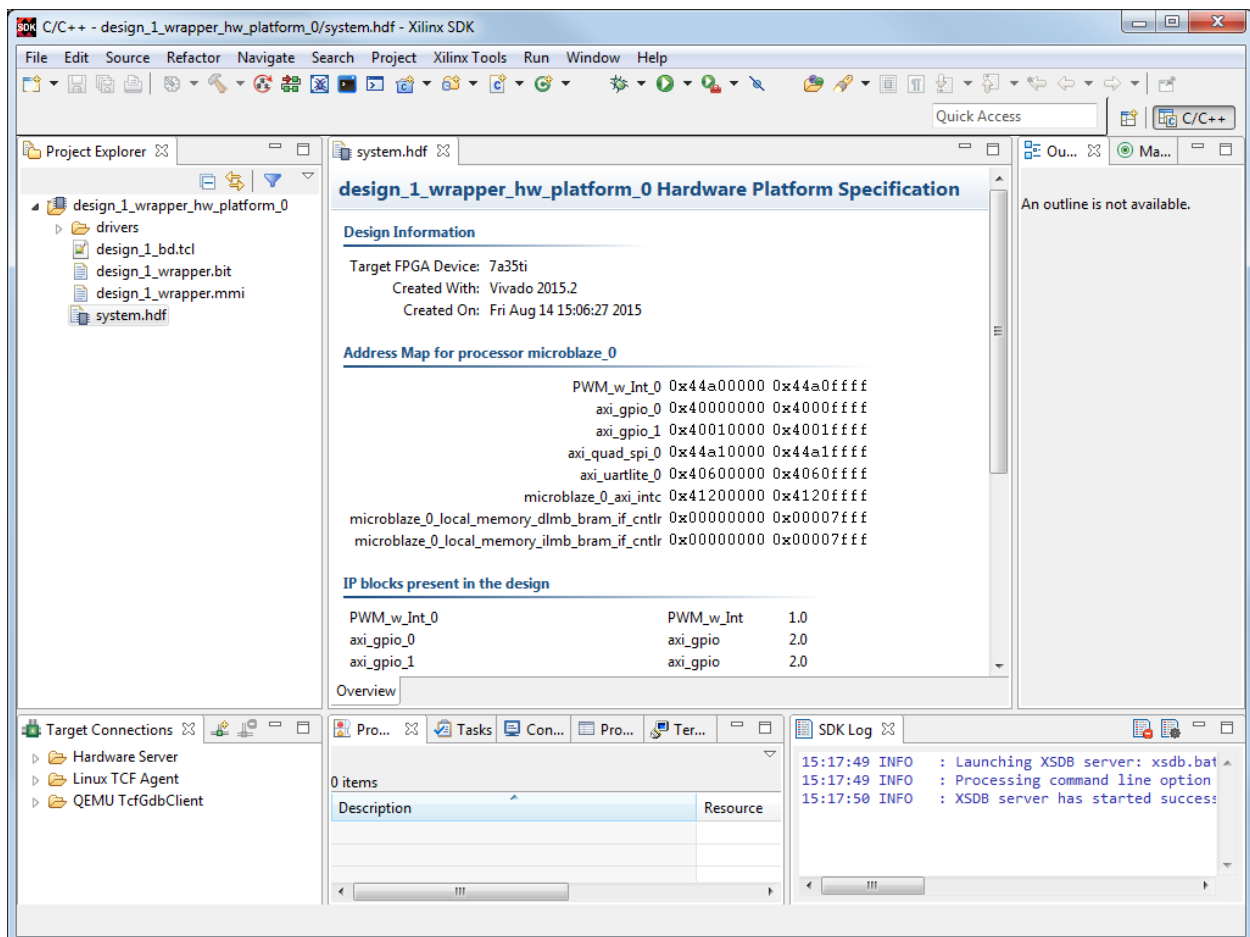 C/C++ - design_1_wrapper_hw_platform_0/system.hdf - Xilinx SDK
File Edit Source Refactor Navigate Search Project Xilinx Tools Run Window Help
Quick Access
C/C++
Project Explorer
design_1_wrapper_hw_platform_0
drivers
design_1_bd.tcl
design_1_wrapper.bit
design_1_wrapper.mmi
system.hdf
system.hdf
design_1_wrapper_hw_platform_0 Hardware Platform Specification
Design Information
Target FPGA Device: 7a35ti
Created With: Vivado 2015.2
Created On: Fri Aug 14 15:06:27 2015
Address Map for processor microblaze_0
PWM_w_Int_0 0x44a00000 0x44a0ffff
axi_gpio_0 0x40000000 0x4000ffff
axi_gpio_1 0x40010000 0x4001ffff
axi_quad_spi_0 0x44a10000 0x44a1ffff
axi_uartlite_0 0x40600000 0x4060ffff
microblaze_0_axi_intc 0x41200000 0x4120ffff
microblaze_0_local_memory_dlmb_bram_if_cntlr 0x00000000 0x00007fff
microblaze_0_local_memory_ilmb_bram_if_cntlr 0x00000000 0x00007fff
IP blocks present in the design
PWM_w_Int_0 PWM_w_Int 1.0
axi_gpio_0 axi_gpio 2.0
axi_gpio_1 axi_gpio 2.0
Overview
Ou... Ma...
An outline is not available.
Target Connections
Hardware Server
Linux TCF Agent
QEMU TcfGdbClient
Pro... Tasks Con... Pro... Ter...
0 items
Description Resource
SDK Log
15:17:49 INFO : Launching XSDB server: xsdb.bat
15:17:49 INFO : Processing command line option
15:17:50 INFO : XSDB server has started success